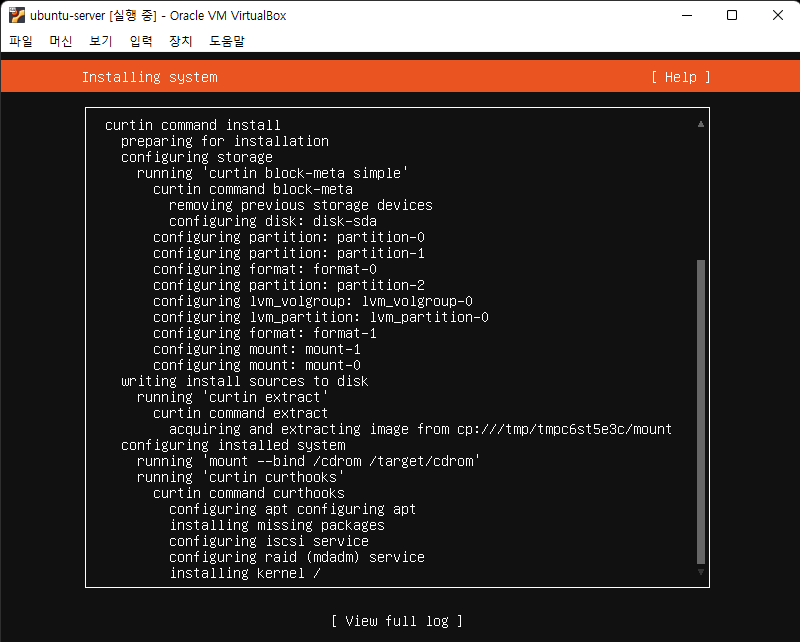 ubuntu-server [실행 중] - Oracle VM VirtualBox
파일 머신 보기 입력 장치 도움말
Installing system [ Help ]
curtin command install
preparing for installation
configuring storage
running 'curtin block-meta simple'
curtin command block-meta
removing previous storage devices
configuring disk: disk-sda
configuring partition: partition-0
configuring partition: partition-1
configuring format: format-0
configuring partition: partition-2
configuring lvm_volgroup: lvm_volgroup-0
configuring lvm_partition: lvm_partition-0
configuring format: format-1
configuring mount: mount-1
configuring mount: mount-0
writing install sources to disk
running 'curtin extract'
curtin command extract
acquiring and extracting image from cp:///tmp/tmpc6st5e3c/mount
configuring installed system
running 'mount --bind /cdrom /target/cdrom'
running 'curtin curthooks'
curtin command curthooks
configuring apt configuring apt
installing missing packages
configuring iscsi service
configuring raid (mdadm) service
installing kernel /
[ View full log ]